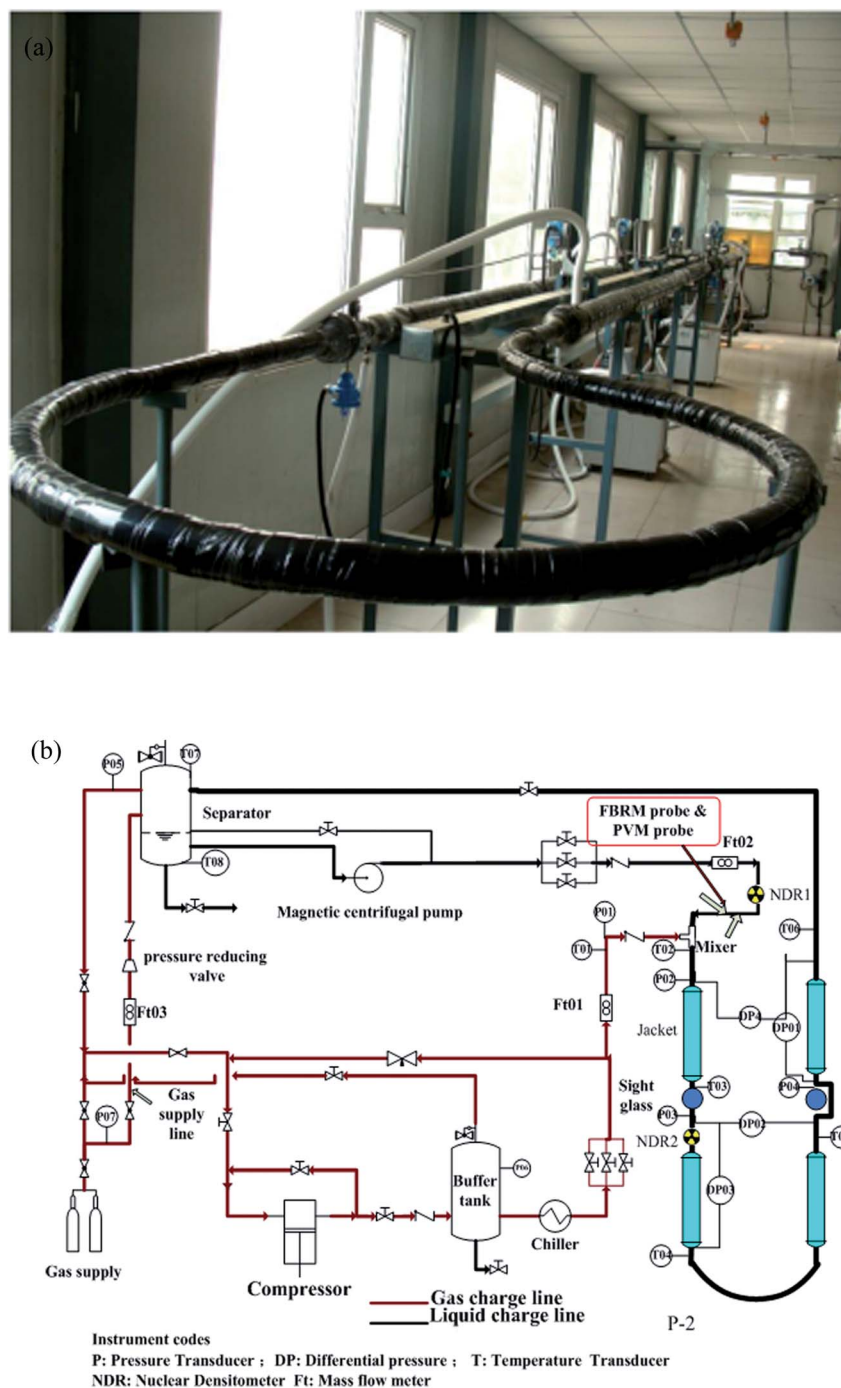 (a)
(b)
P05
T07
Separator
FBRM probe &
PVM probe
Ft02
T08
NDR1
Magnetic centrifugal pump
P01
T06
T01
T02
Mixer
pressure reducing
valve
P02
Ft01
DP4
DP01
Ft03
Jacket
Gas
supply
line
Sight
glass
T03
P04
P03
DP02
P07
NDR2
Buffer
tank
P06
DP03
Chiller
T04
Gas supply
Compressor
Gas charge line
Liquid charge line
P-2
Instrument codes
P: Pressure Transducer ; DP: Differential pressure ; T: Temperature Transducer
NDR: Nuclear Densitometer Ft: Mass flow meter